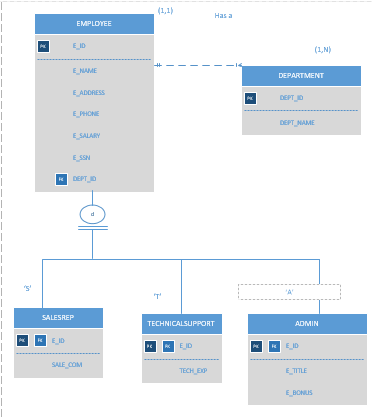 (1,1)
Has a
EMPLOYEE
PK E_ID
E_NAME
E_ADDRESS
E_PHONE
E_SALARY
E_SSN
FK DEPT_ID
(1,N)
DEPARTMENT
PK DEPT_ID
DEPT_NAME
d
'S'
'T'
'A'
SALESREP
PK FK E_ID
SALE_COM
TECHNICALSUPPORT
PK FK E_ID
TECH_EXP
ADMIN
PK FK E_ID
E_TITLE
E_BONUS